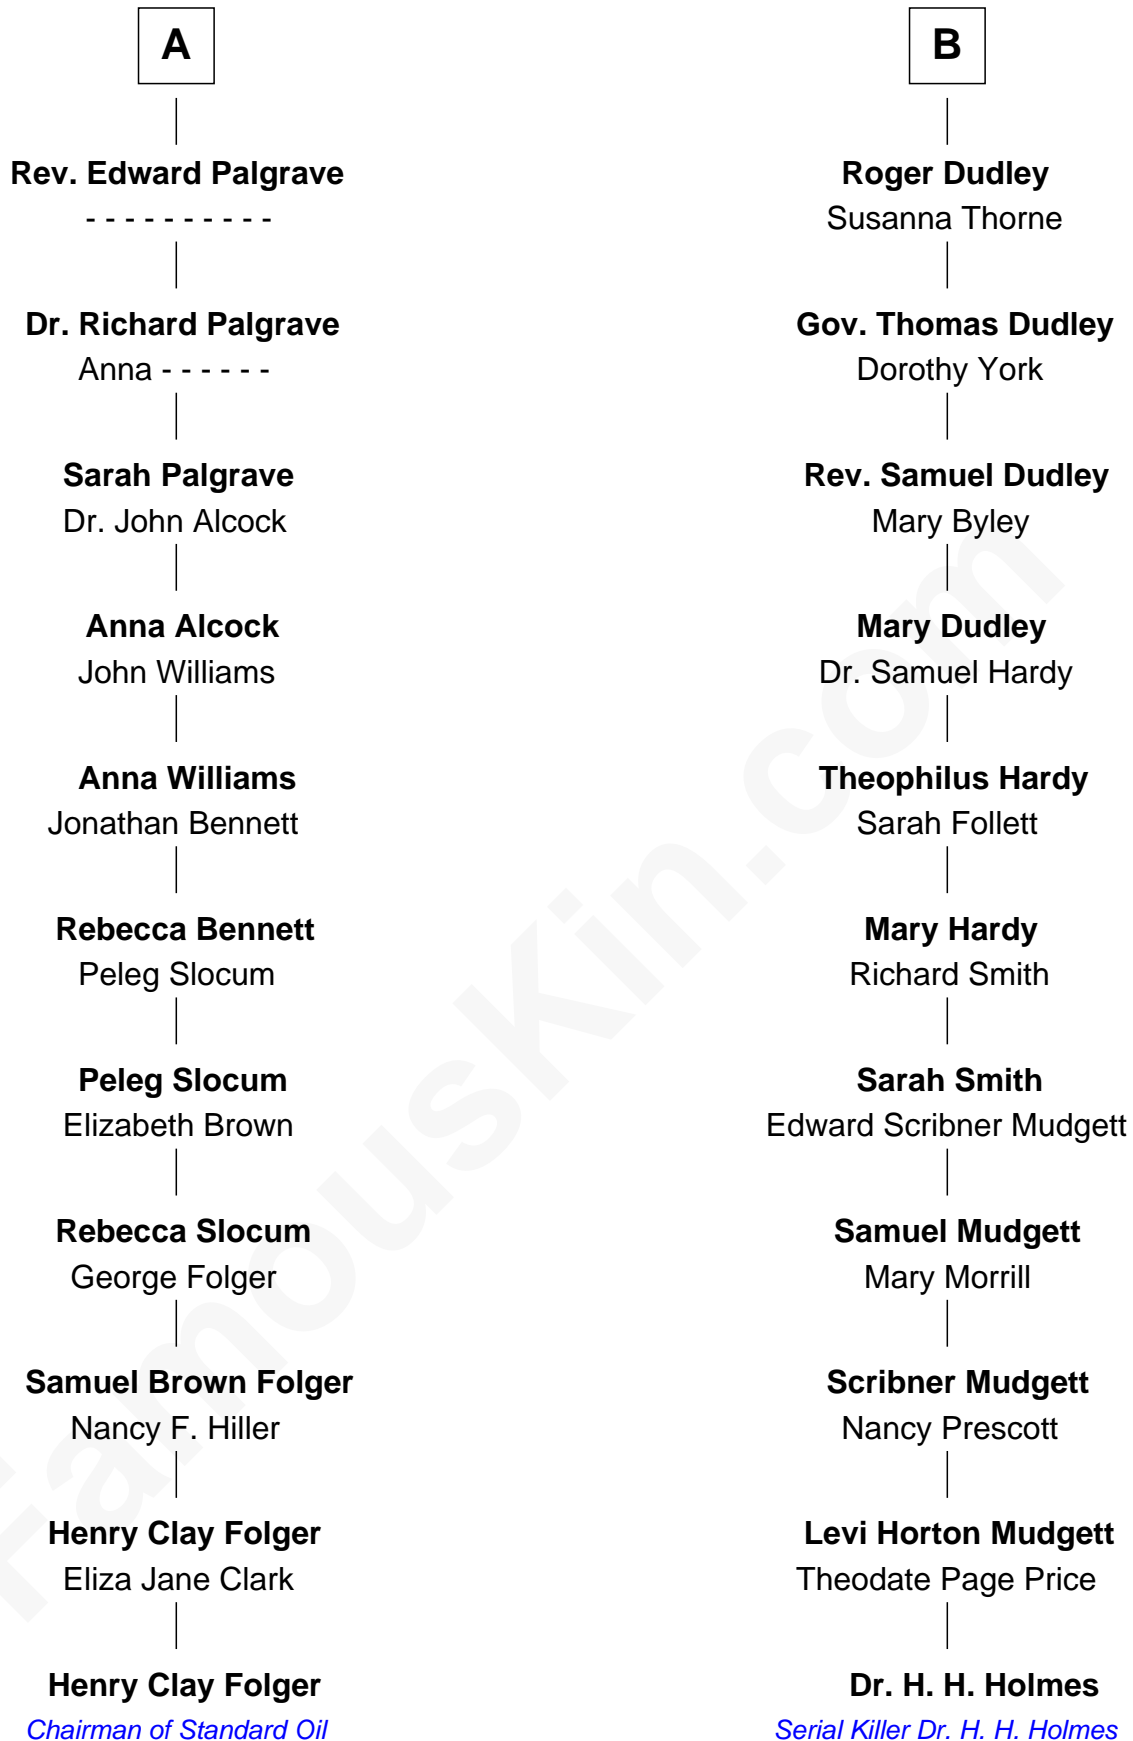 A
Rev. Edward Palgrave
- - - - - - - - - -
Dr. Richard Palgrave
Anna - - - - - -
Sarah Palgrave
Dr. John Alcock
Anna Alcock
John Williams
Anna Williams
Jonathan Bennett
Rebecca Bennett
Peleg Slocum
Peleg Slocum
Elizabeth Brown
Rebecca Slocum
George Folger
Samuel Brown Folger
Nancy F. Hiller
Henry Clay Folger
Eliza Jane Clark
Henry Clay Folger
Chairman of Standard Oil
B
Roger Dudley
Susanna Thorne
Gov. Thomas Dudley
Dorothy York
Rev. Samuel Dudley
Mary Byley
Mary Dudley
Dr. Samuel Hardy
Theophilus Hardy
Sarah Follett
Mary Hardy
Richard Smith
Sarah Smith
Edward Scribner Mudgett
Samuel Mudgett
Mary Morrill
Scribner Mudgett
Nancy Prescott
Levi Horton Mudgett
Theodate Page Price
Dr. H. H. Holmes
Serial Killer Dr. H. H. Holmes
FamousKin.com